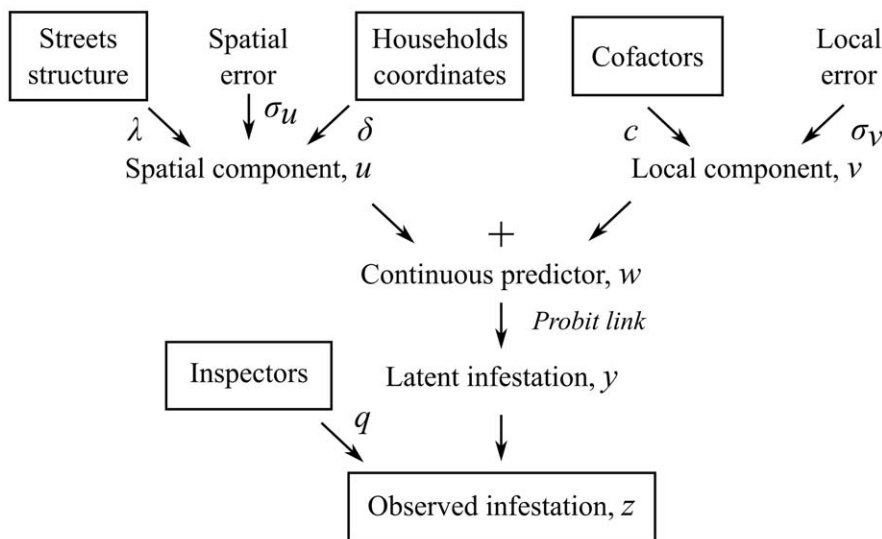 Streets
structure
Spatial
error
Households
coordinates
Cofactors
Local
error
λ
σu
δ
c
σv
Spatial component, u
Local component, v
+
Continuous predictor, w
Probit link
Inspectors
Latent infestation, y
q
Observed infestation, z